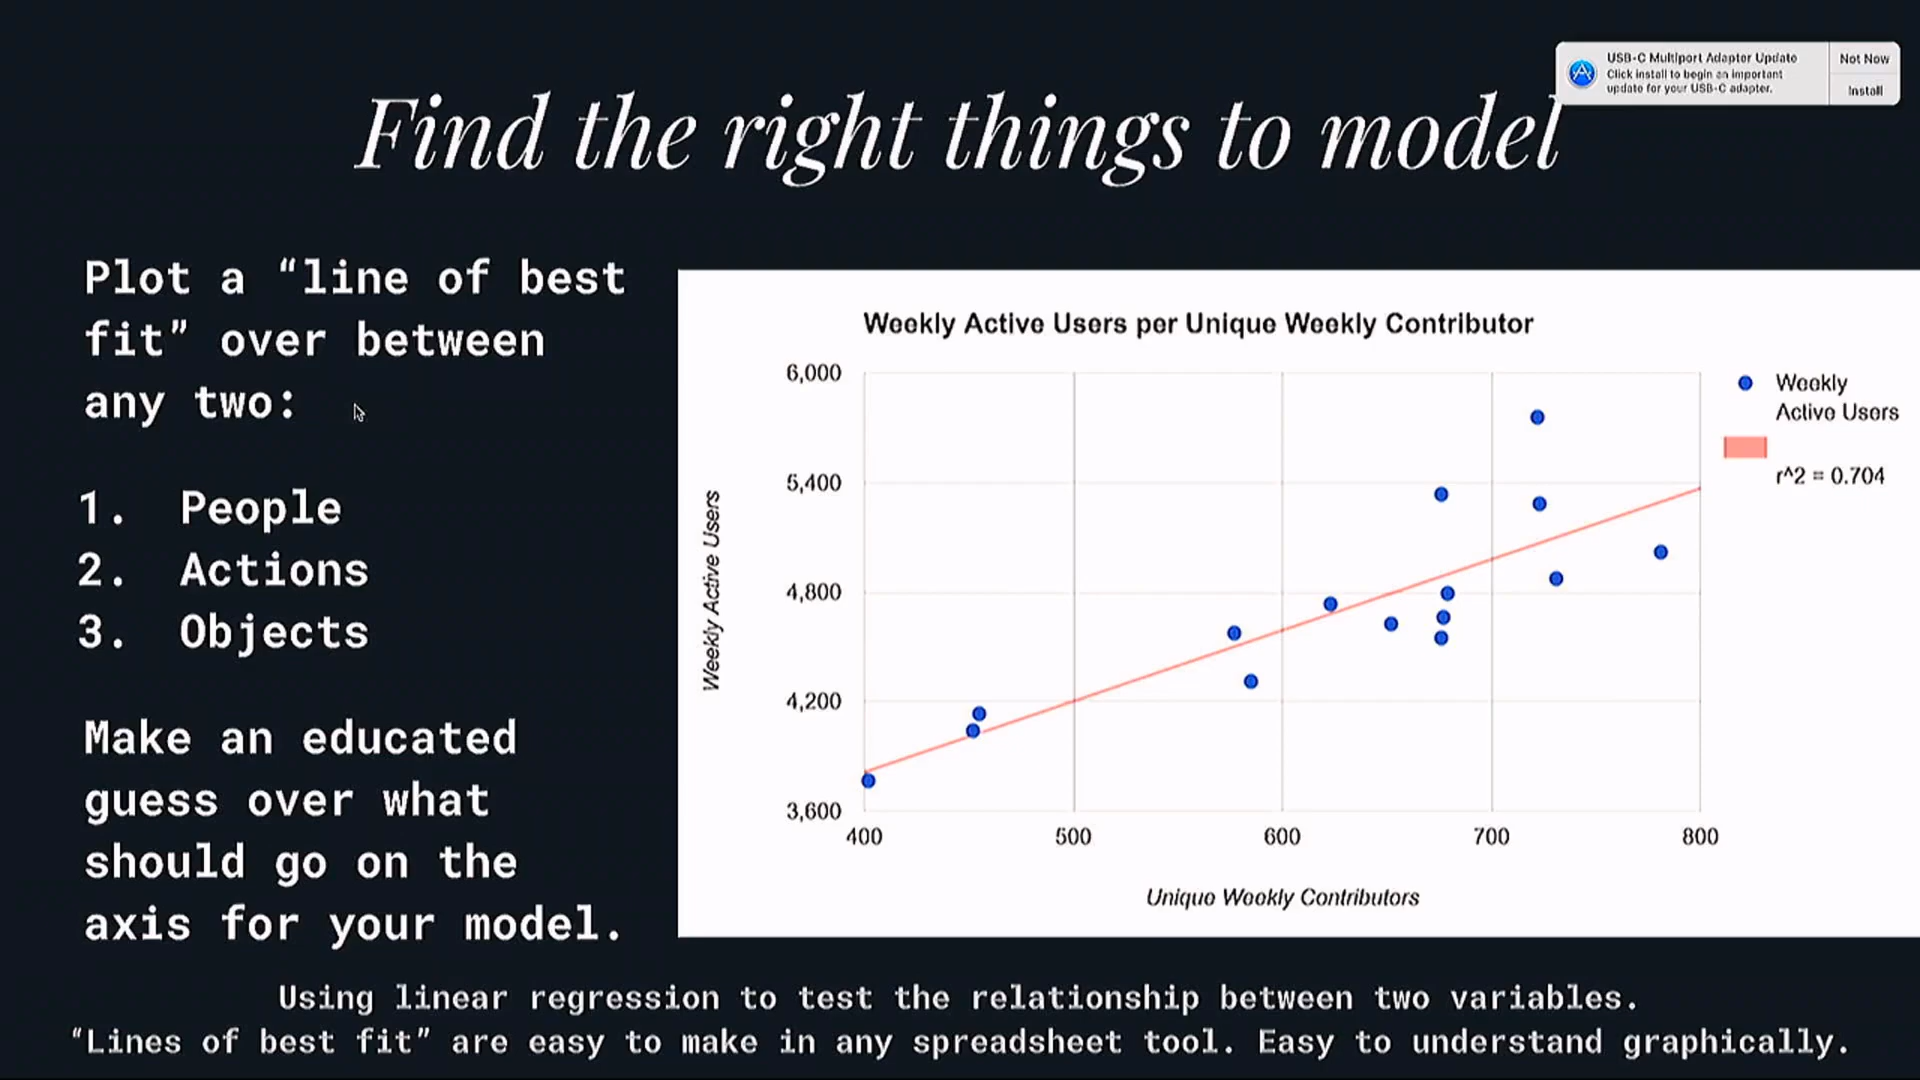 USB-C Multiport Adapter Update
Click install to begin an important
update for your USB-C adapter.
Not Now
Install
Find the right things to model
Plot a “line of best
fit” over between
any two:
1. People
2. Actions
3. Objects
Make an educated
guess over what
should go on the
axis for your model.
Weekly Active Users per Unique Weekly Contributor
6,000
5,400
4,800
4,200
3,600
Weekly Active Users
400 500 600 700 800
Unique Weekly Contributors
Weekly
Active Users
r^2 = 0.704
Using linear regression to test the relationship between two variables.
“Lines of best fit” are easy to make in any spreadsheet tool. Easy to understand graphically.